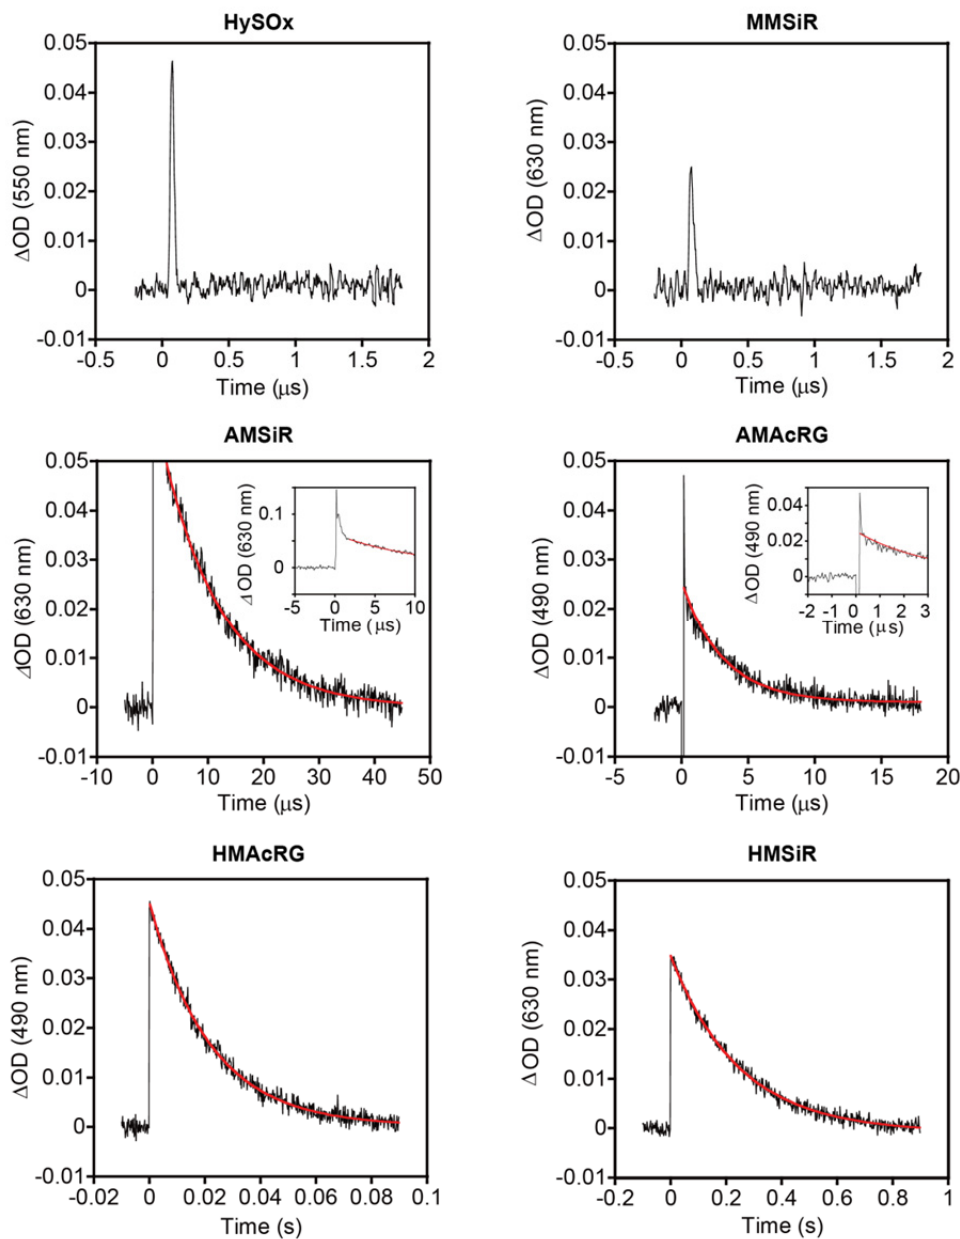 HySOx
0.05
0.04
0.03
0.02
0.01
0
-0.01
ΔOD (550 nm)
-0.5 0 0.5 1 1.5 2
Time (μs)
MMSiR
0.05
0.04
0.03
0.02
0.01
0
-0.01
ΔOD (630 nm)
-0.5 0 0.5 1 1.5 2
Time (μs)
AMSiR
0.05
0.04
0.03
0.02
0.01
0
-0.01
ΔOD (630 nm)
-10 0 10 20 30 40 50
Time (μs)
0.1
0
Δ OD (630 nm)
-5 0 5 10
Time (μs)
AMAcRG
0.05
0.04
0.03
0.02
0.01
0
-0.01
ΔOD (490 nm)
-5 0 5 10 15 20
Time (μs)
0.04
0.02
0
Δ OD (490 nm)
-2 -1 0 1 2 3
Time (μs)
HMAcRG
0.05
0.04
0.03
0.02
0.01
0
-0.01
ΔOD (490 nm)
-0.02 0 0.02 0.04 0.06 0.08 0.1
Time (s)
HMSiR
0.05
0.04
0.03
0.02
0.01
0
-0.01
ΔOD (630 nm)
-0.2 0 0.2 0.4 0.6 0.8 1
Time (s)